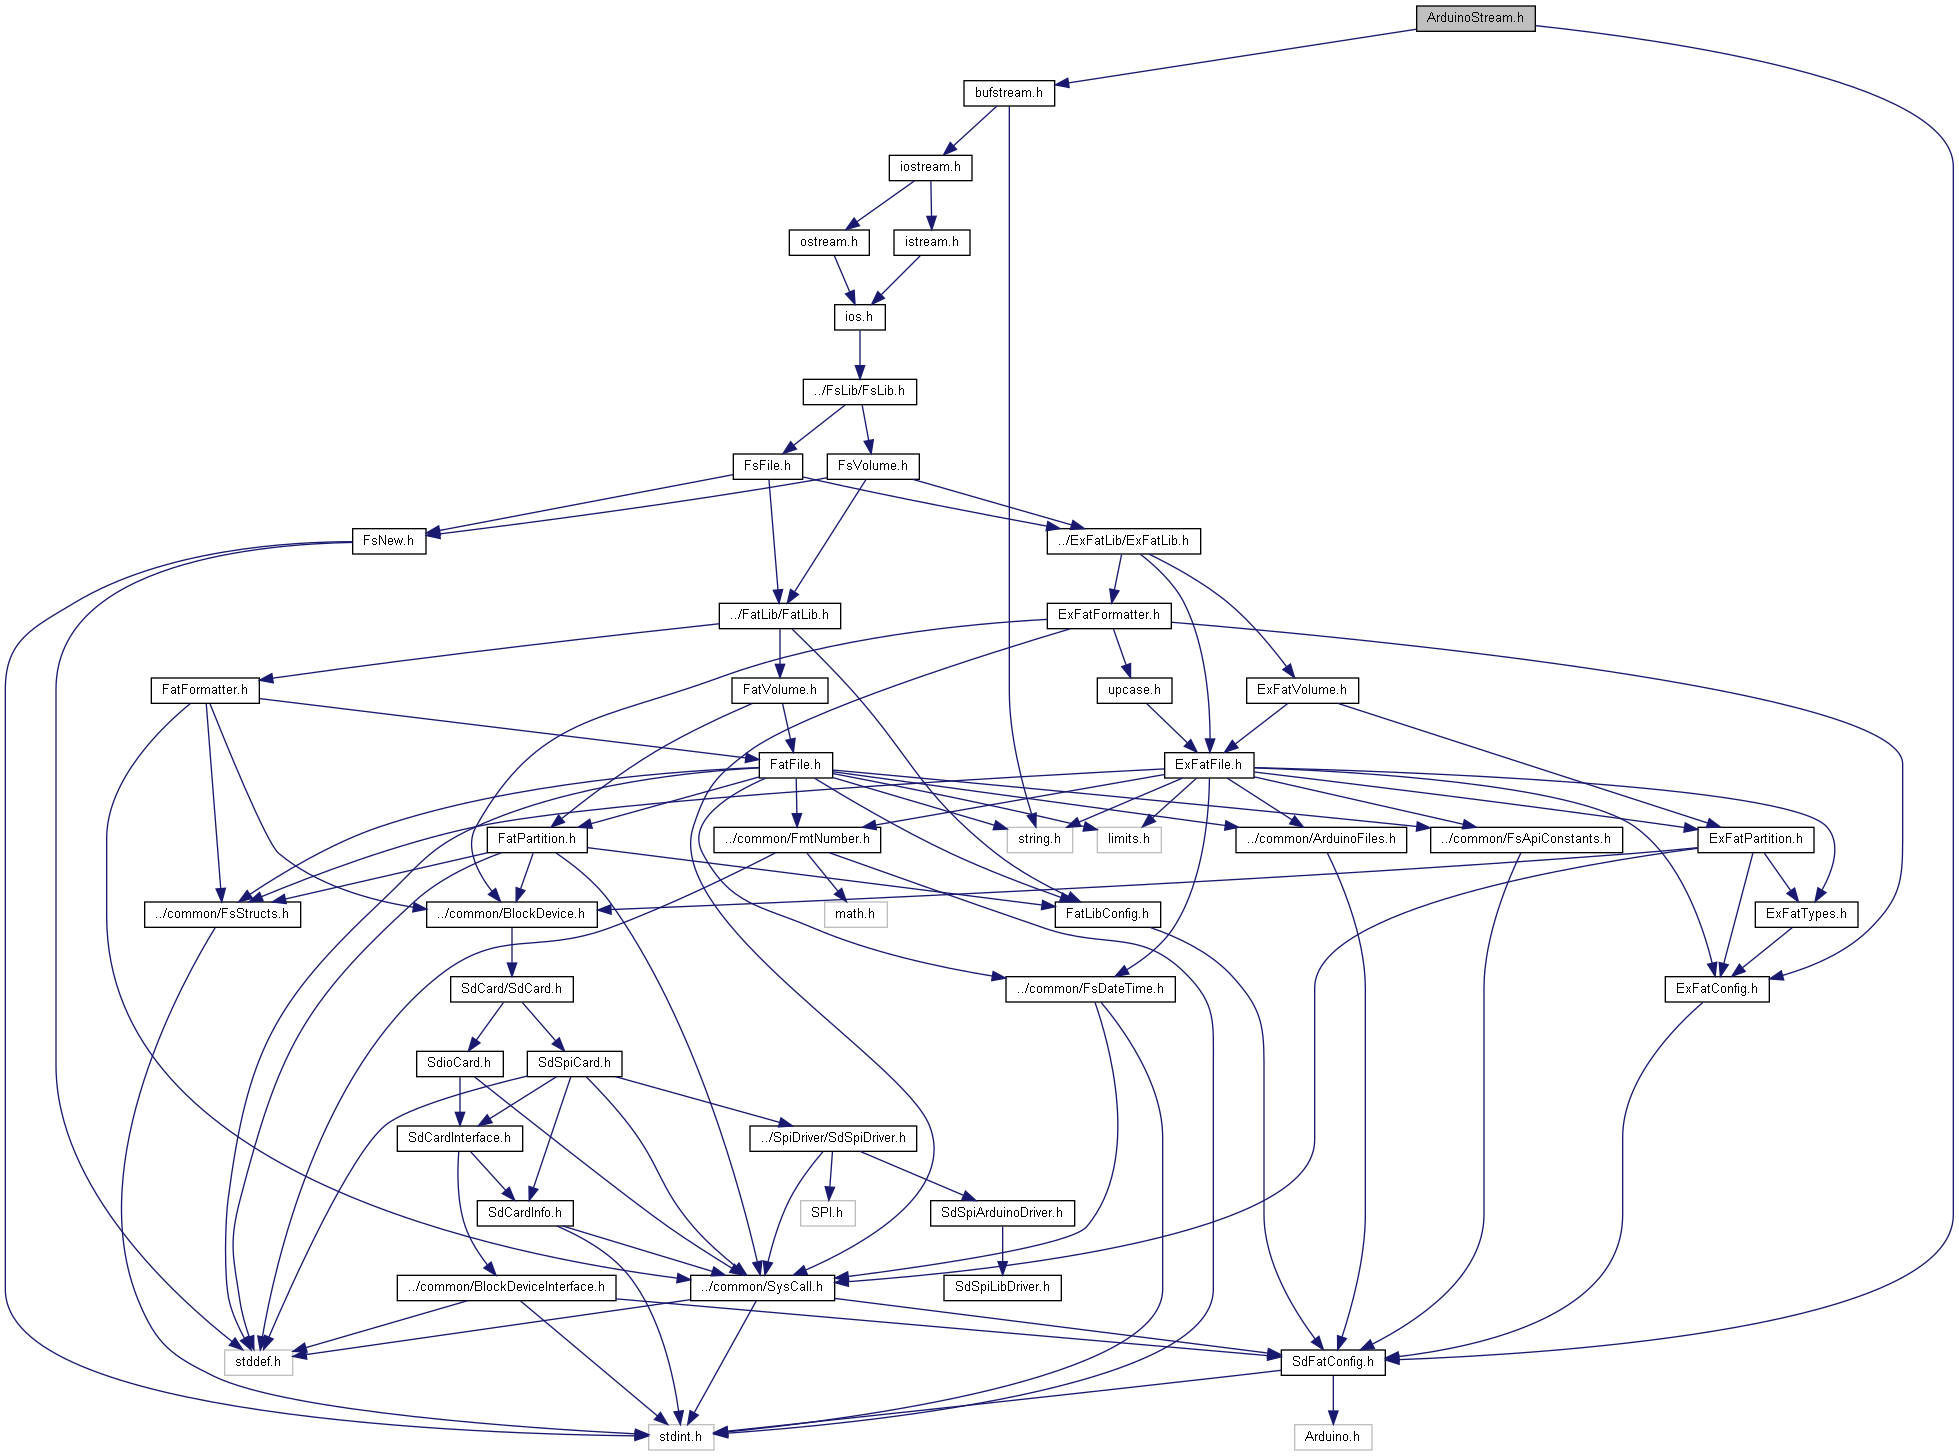 ArduinoStream.h
bufstream.h
iostream.h
ostream.h
istream.h
ios.h
../FsLib/FsLib.h
FsFile.h
FsVolume.h
FsNew.h
../ExFatLib/ExFatLib.h
../FatLib/FatLib.h
ExFatFormatter.h
FatFormatter.h
FatVolume.h
upcase.h
ExFatVolume.h
FatFile.h
ExFatFile.h
FatPartition.h
../common/FmtNumber.h
string.h
limits.h
../common/ArduinoFiles.h
../common/FsApiConstants.h
ExFatPartition.h
../common/FsStructs.h
../common/BlockDevice.h
math.h
FatLibConfig.h
ExFatTypes.h
SdCard/SdCard.h
../common/FsDateTime.h
ExFatConfig.h
SdioCard.h
SdSpiCard.h
SdCardInterface.h
../SpiDriver/SdSpiDriver.h
SdCardInfo.h
SPI.h
SdSpiArduinoDriver.h
../common/BlockDeviceInterface.h
../common/SysCall.h
SdSpiLibDriver.h
stddef.h
SdFatConfig.h
stdint.h
Arduino.h